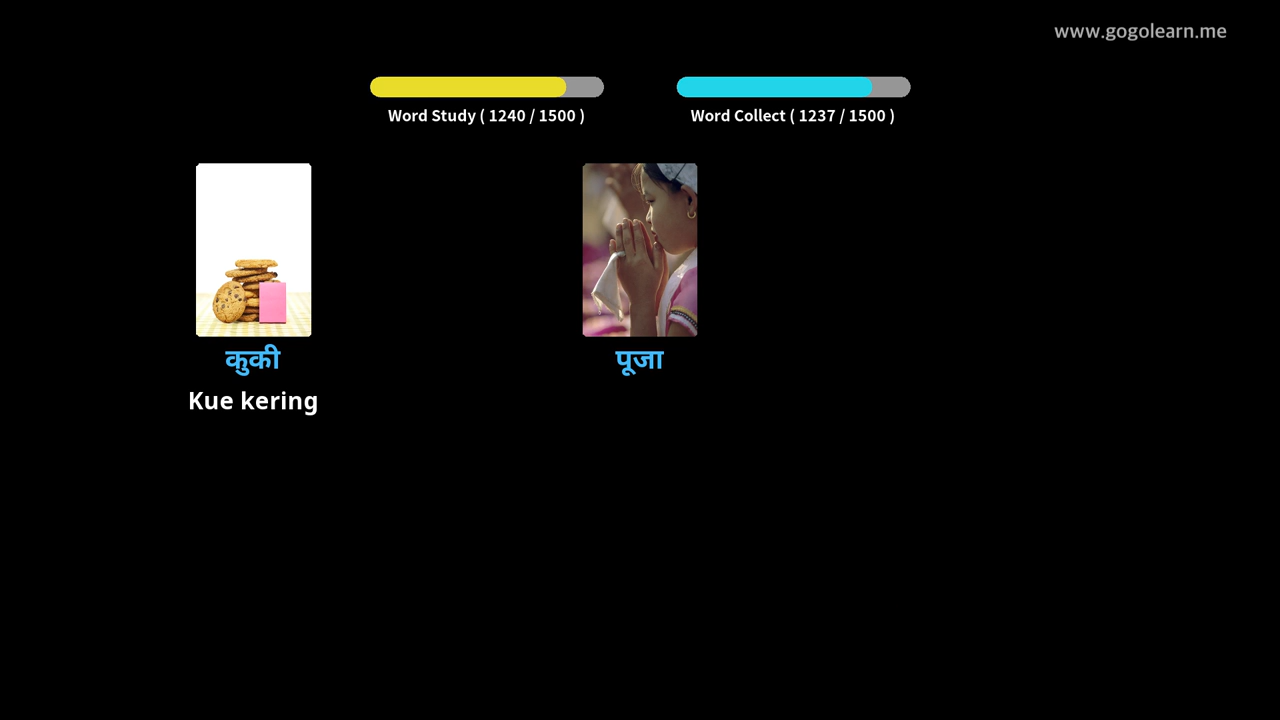 www.gogolearn.me
Word Study ( 1240 / 1500 )
Word Collect ( 1237 / 1500 )
कुकी
Kue kering
पूजा